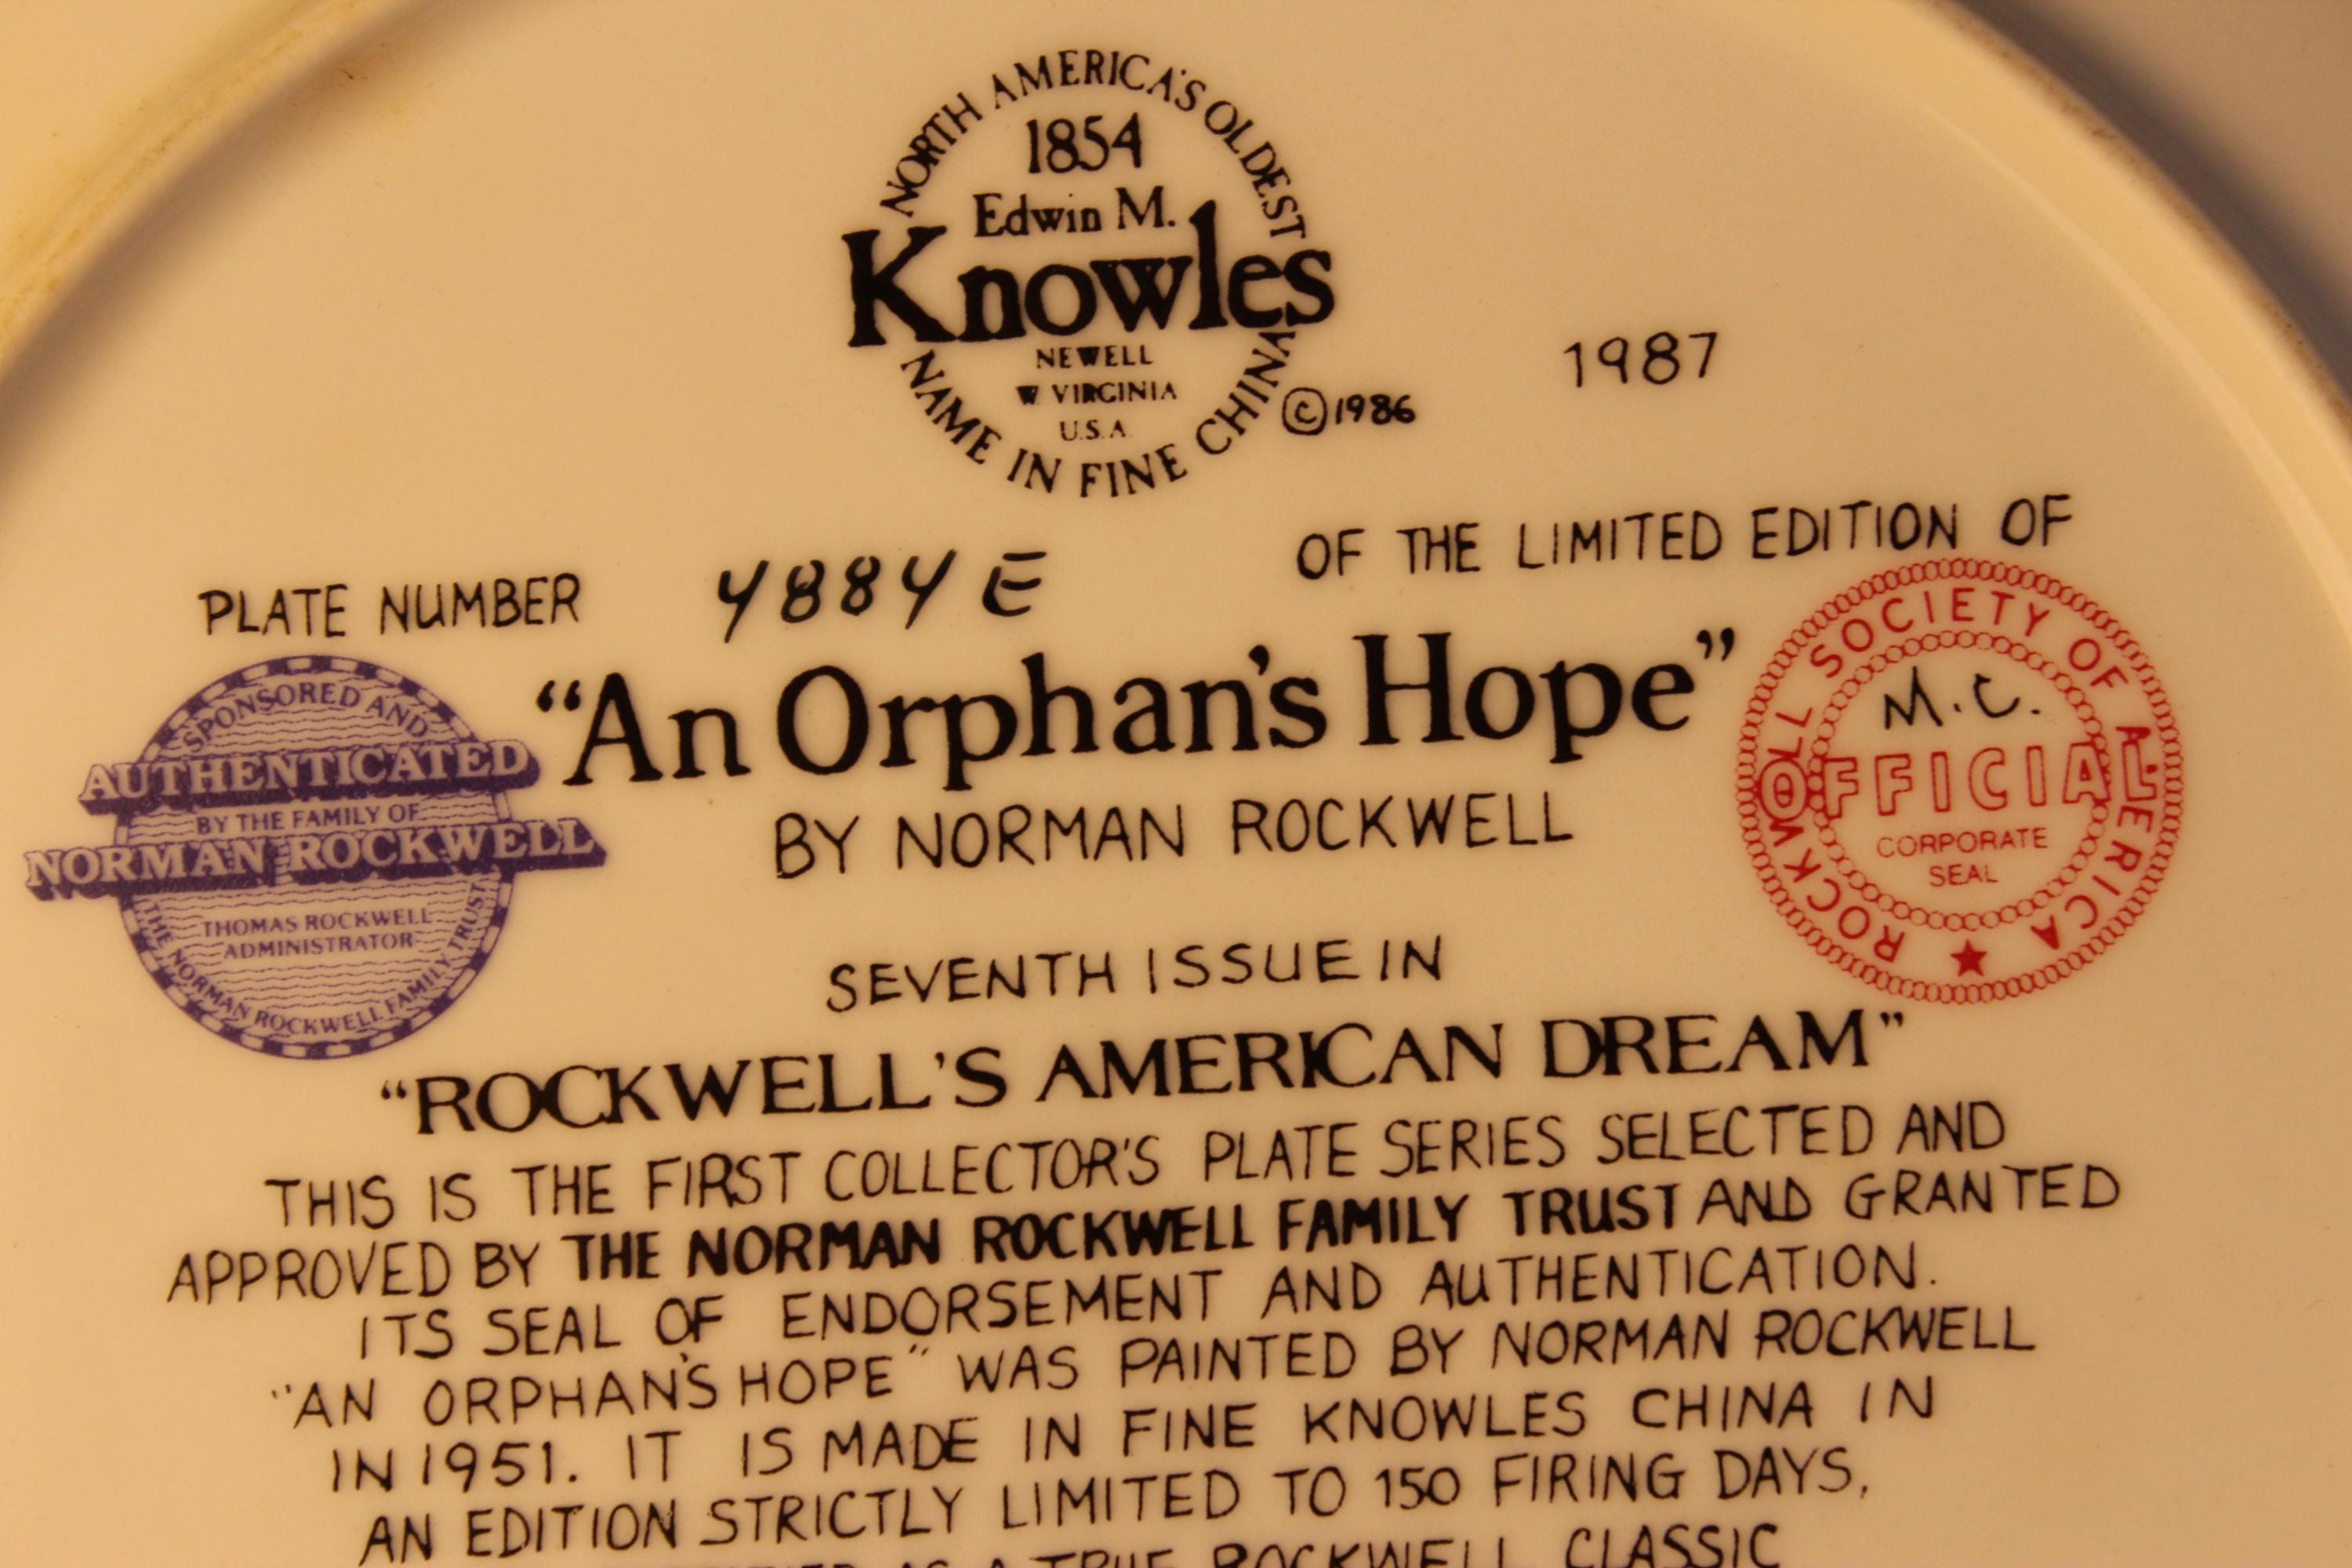 NORTH AMERICA'S OLDEST
1854
Edwin M.
Knowles
NEWELL
W VIRGINIA
U.S.A.
NAME IN FINE CHINA
©1986
1987
PLATE NUMBER 4884E OF THE LIMITED EDITION OF
"An Orphan's Hope"
BY NORMAN ROCKWELL
SPONSORED AND
AUTHENTICATED
BY THE FAMILY OF
NORMAN ROCKWELL
THOMAS ROCKWELL
ADMINISTRATOR
THE NORMAN ROCKWELL FAMILY TRUST
ROCKWELL SOCIETY OF AMERICA
M.C.
OFFICIAL
CORPORATE
SEAL
SEVENTH ISSUE IN
"ROCKWELL'S AMERICAN DREAM"
THIS IS THE FIRST COLLECTOR'S PLATE SERIES SELECTED AND
APPROVED BY THE NORMAN ROCKWELL FAMILY TRUST AND GRANTED
ITS SEAL OF ENDORSEMENT AND AUTHENTICATION.
"AN ORPHAN'S HOPE" WAS PAINTED BY NORMAN ROCKWELL
IN 1951. IT IS MADE IN FINE KNOWLES CHINA IN
AN EDITION STRICTLY LIMITED TO 150 FIRING DAYS,
AS A TRUE ROCKWELL CLASSIC